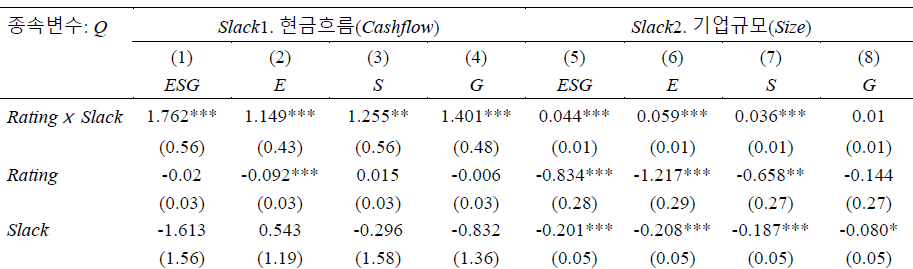 종속변수: Q Slack1. 현금흐름(Cashflow) Slack2. 기업규모(Size)
(1) (2) (3) (4) (5) (6) (7) (8)
ESG E S G ESG E S G
Rating × Slack 1.762*** 1.149*** 1.255** 1.401*** 0.044*** 0.059*** 0.036*** 0.01
(0.56) (0.43) (0.56) (0.48) (0.01) (0.01) (0.01) (0.01)
Rating -0.02 -0.092*** 0.015 -0.006 -0.834*** -1.217*** -0.658** -0.144
(0.03) (0.03) (0.03) (0.03) (0.28) (0.29) (0.27) (0.27)
Slack -1.613 0.543 -0.296 -0.832 -0.201*** -0.208*** -0.187*** -0.080*
(1.56) (1.19) (1.58) (1.36) (0.05) (0.05) (0.05) (0.05)